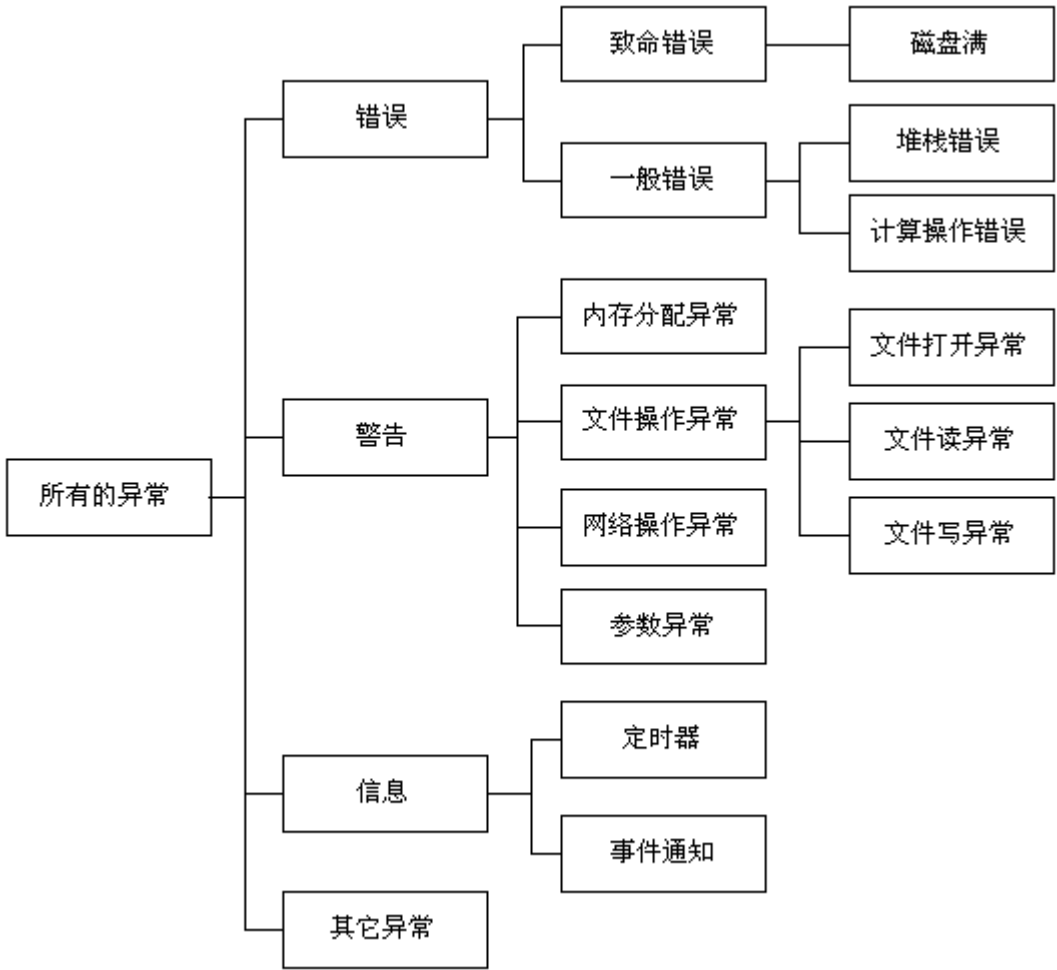 所有的异常
错误
致命错误
磁盘满
一般错误
堆栈错误
计算操作错误
警告
内存分配异常
文件操作异常
文件打开异常
文件读异常
文件写异常
网络操作异常
参数异常
信息
定时器
事件通知
其它异常